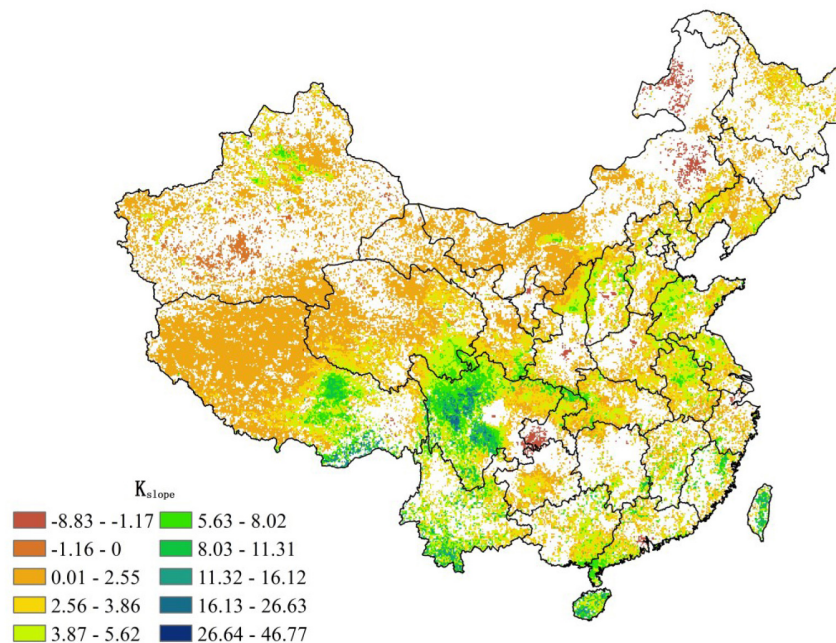 K slope
-8.83 - -1.17
-1.16 - 0
0.01 - 2.55
2.56 - 3.86
3.87 - 5.62
5.63 - 8.02
8.03 - 11.31
11.32 - 16.12
16.13 - 26.63
26.64 - 46.77